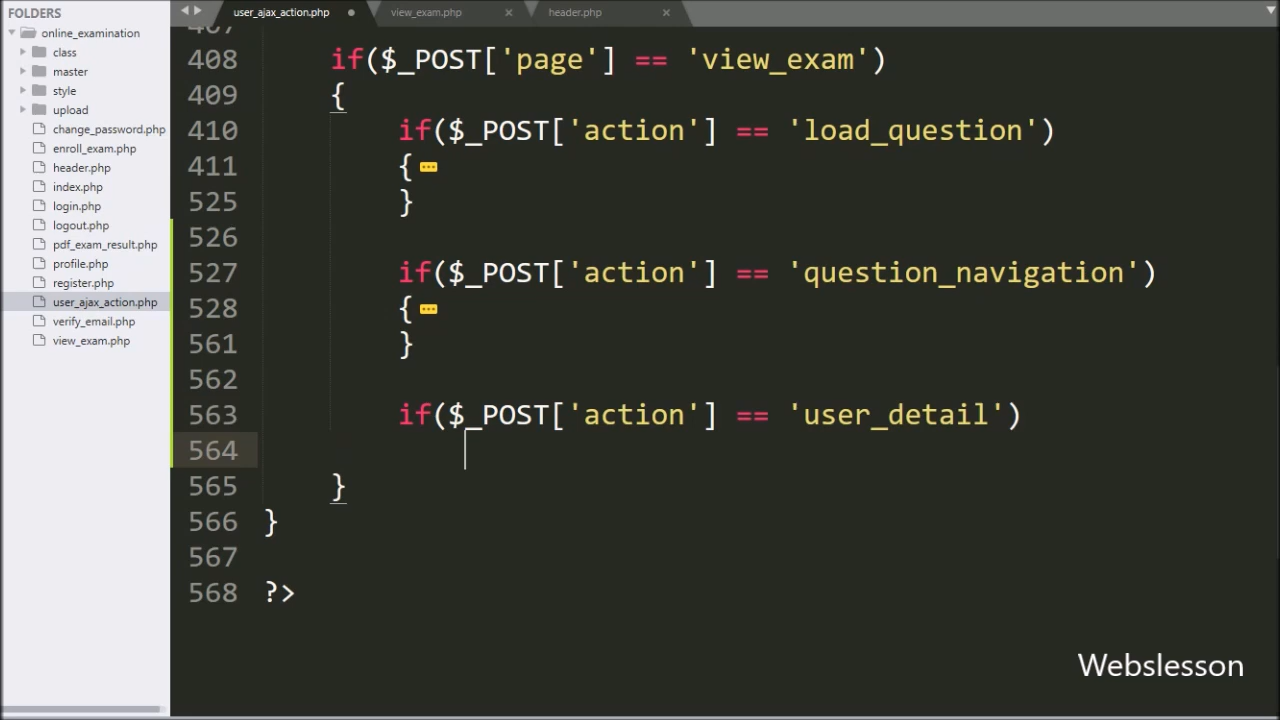 FOLDERS
online_examination
class
master
style
upload
change_password.php
enroll_exam.php
header.php
index.php
login.php
logout.php
pdf_exam_result.php
profile.php
register.php
user_ajax_action.php
verify_email.php
view_exam.php
user_ajax_action.php
view_exam.php
header.php
407
408 if($_POST['page'] == 'view_exam')
409 {
410 if($_POST['action'] == 'load_question')
411 {
525 }
526
527 if($_POST['action'] == 'question_navigation')
528 {
561 }
562
563 if($_POST['action'] == 'user_detail')
564
565 }
566 }
567
568 ?>
Webslesson